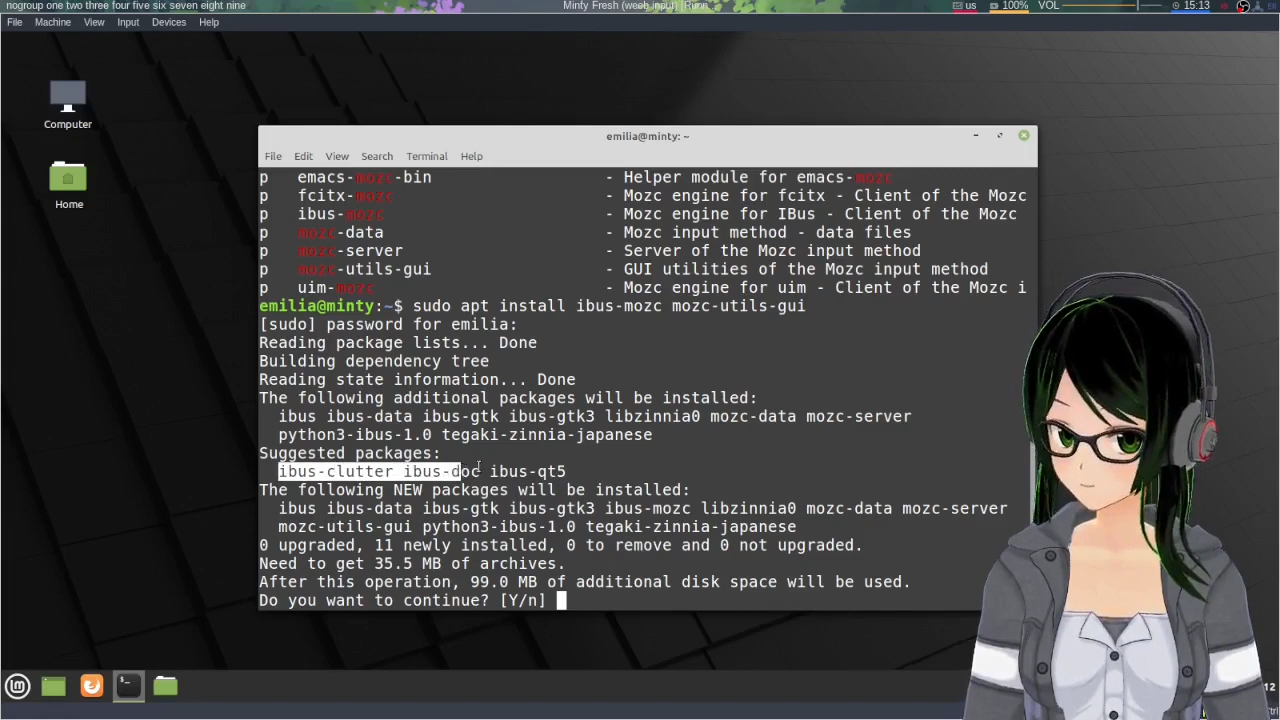 nogroup one two three four five six seven eight nine
Minty Fresh (weeb input) [Runn
us
100%
VOL
15:13
File Machine View Input Devices Help
Computer
Home
emilia@minty: ~
File Edit View Search Terminal Help
p emacs-mozc-bin - Helper module for emacs-mozc
p fcitx-mozc - Mozc engine for fcitx - Client of the Mozc
p ibus-mozc - Mozc engine for IBus - Client of the Mozc
p mozc-data - Mozc input method - data files
p mozc-server - Server of the Mozc input method
p mozc-utils-gui - GUI utilities of the Mozc input method
p uim-mozc - Mozc engine for uim - Client of the Mozc i
emilia@minty:~$ sudo apt install ibus-mozc mozc-utils-gui
[sudo] password for emilia:
Reading package lists... Done
Building dependency tree
Reading state information... Done
The following additional packages will be installed:
ibus ibus-data ibus-gtk ibus-gtk3 libzinnia0 mozc-data mozc-server
python3-ibus-1.0 tegaki-zinnia-japanese
Suggested packages:
ibus-clutter ibus-doc ibus-qt5
The following NEW packages will be installed:
ibus ibus-data ibus-gtk ibus-gtk3 ibus-mozc libzinnia0 mozc-data mozc-server
mozc-utils-gui python3-ibus-1.0 tegaki-zinnia-japanese
0 upgraded, 11 newly installed, 0 to remove and 0 not upgraded.
Need to get 35.5 MB of archives.
After this operation, 99.0 MB of additional disk space will be used.
Do you want to continue? [Y/n]
12